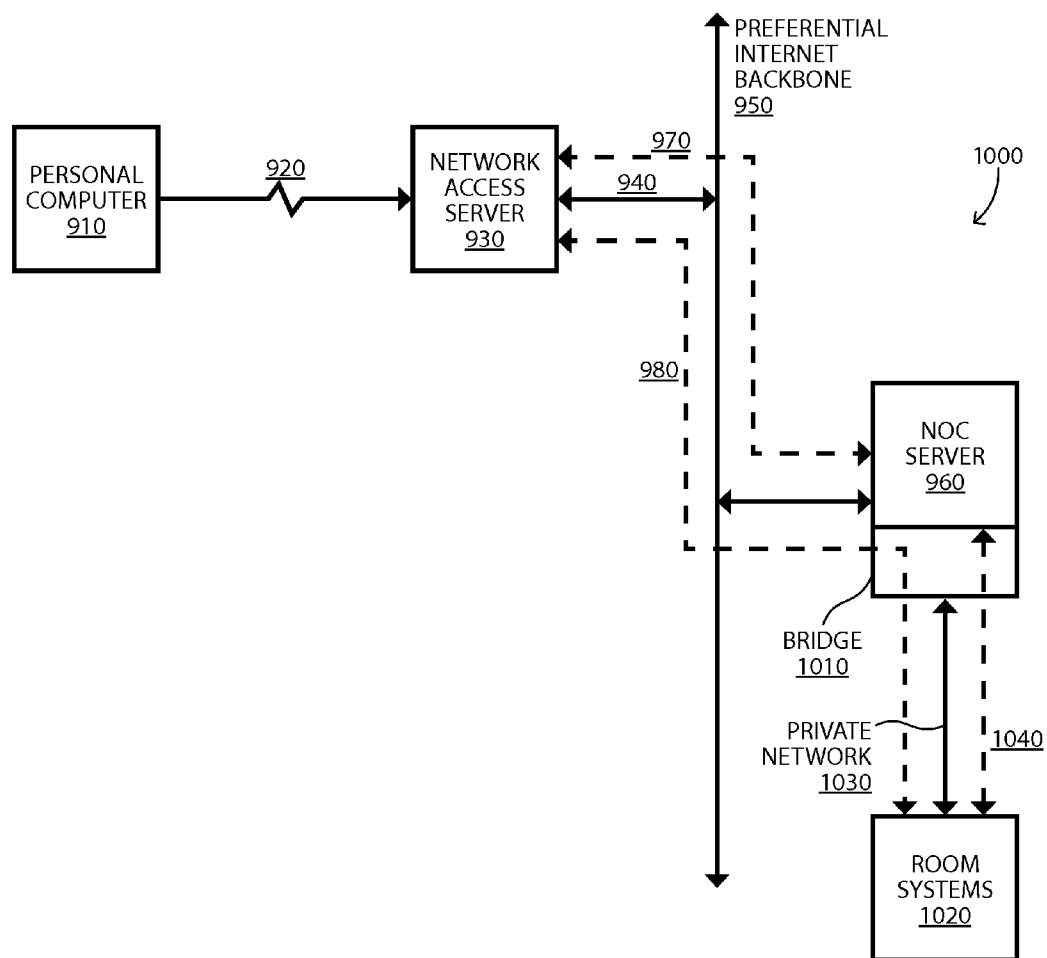 PREFERENTIAL
INTERNET
BACKBONE
950
PERSONAL
COMPUTER
910
920
NETWORK
ACCESS
SERVER
930
970
940
1000
980
NOC
SERVER
960
BRIDGE
1010
PRIVATE
NETWORK
1030
1040
ROOM
SYSTEMS
1020